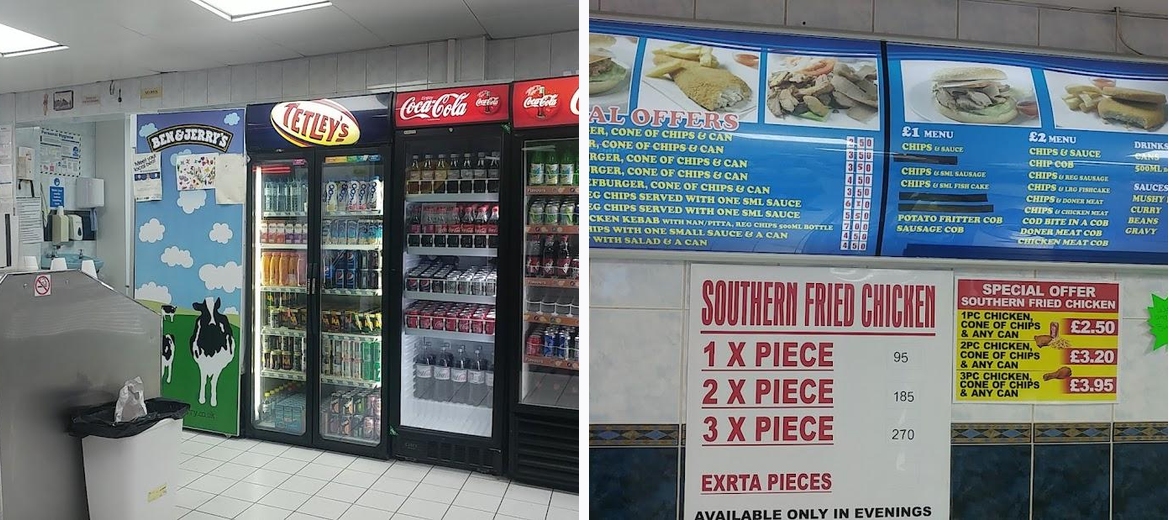 BEN & JERRY'S
TETLEY'S
Coca-Cola
Coca-Cola
AL OFFERS
ER, CONE OF CHIPS & CAN
R, CONE OF CHIPS & CAN
RGER, CONE OF CHIPS & CAN
R, CONE OF CHIPS & CAN
FBURGER, CONE OF CHIPS & CAN
EG CHIPS SERVED WITH ONE SML SAUCE
G CHIPS SERVED WITH ONE SML SAUCE
CKEN KEBAB WITH NAN/PITTA, REG CHIPS 500ML BOTTLE
HIPS WITH ONE SMALL SAUCE & A CAN
WITH SALAD & A CAN
£1 MENU
CHIPS & SAUCE
CHIPS & SML SAUSAGE
CHIPS & SML FISH CAKE
POTATO FRITTER COB
SAUSAGE COB
£2 MENU
CHIPS & SAUCE
CHIP COB
CHIPS & REG SAUSAGE
CHIPS & LRG FISHCAKE
CHIPS & DONER MEAT
CHIPS & CHICKEN MEAT
COD BITE IN A COB
DONER MEAT COB
CHICKEN MEAT COB
DRINKS
CANS
500ML
SAUCES
MUSHY
CURRY
BEANS
GRAVY
SOUTHERN FRIED CHICKEN
1 X PIECE 95
2 X PIECE 185
3 X PIECE 270
EXRTA PIECES
AVAILABLE ONLY IN EVENINGS
SPECIAL OFFER
SOUTHERN FRIED CHICKEN
1PC CHICKEN,
CONE OF CHIPS
& ANY CAN £2.50
2PC CHICKEN,
CONE OF CHIPS
& ANY CAN £3.20
3PC CHICKEN,
CONE OF CHIPS
& ANY CAN £3.95